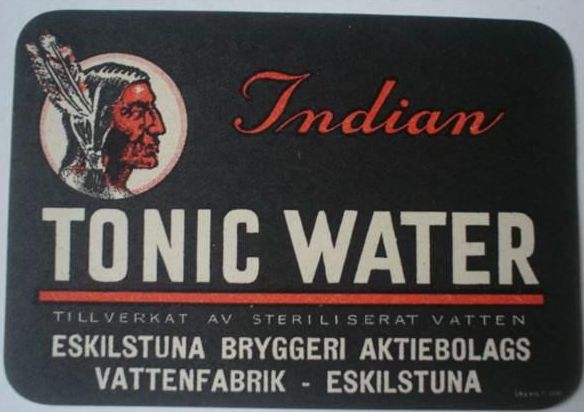 Indian
TONIC WATER
TILLVERKAT AV STERILISERAT VATTEN
ESKILSTUNA BRYGGERI AKTIEBOLAGS
VATTENFABRIK - ESKILSTUNA